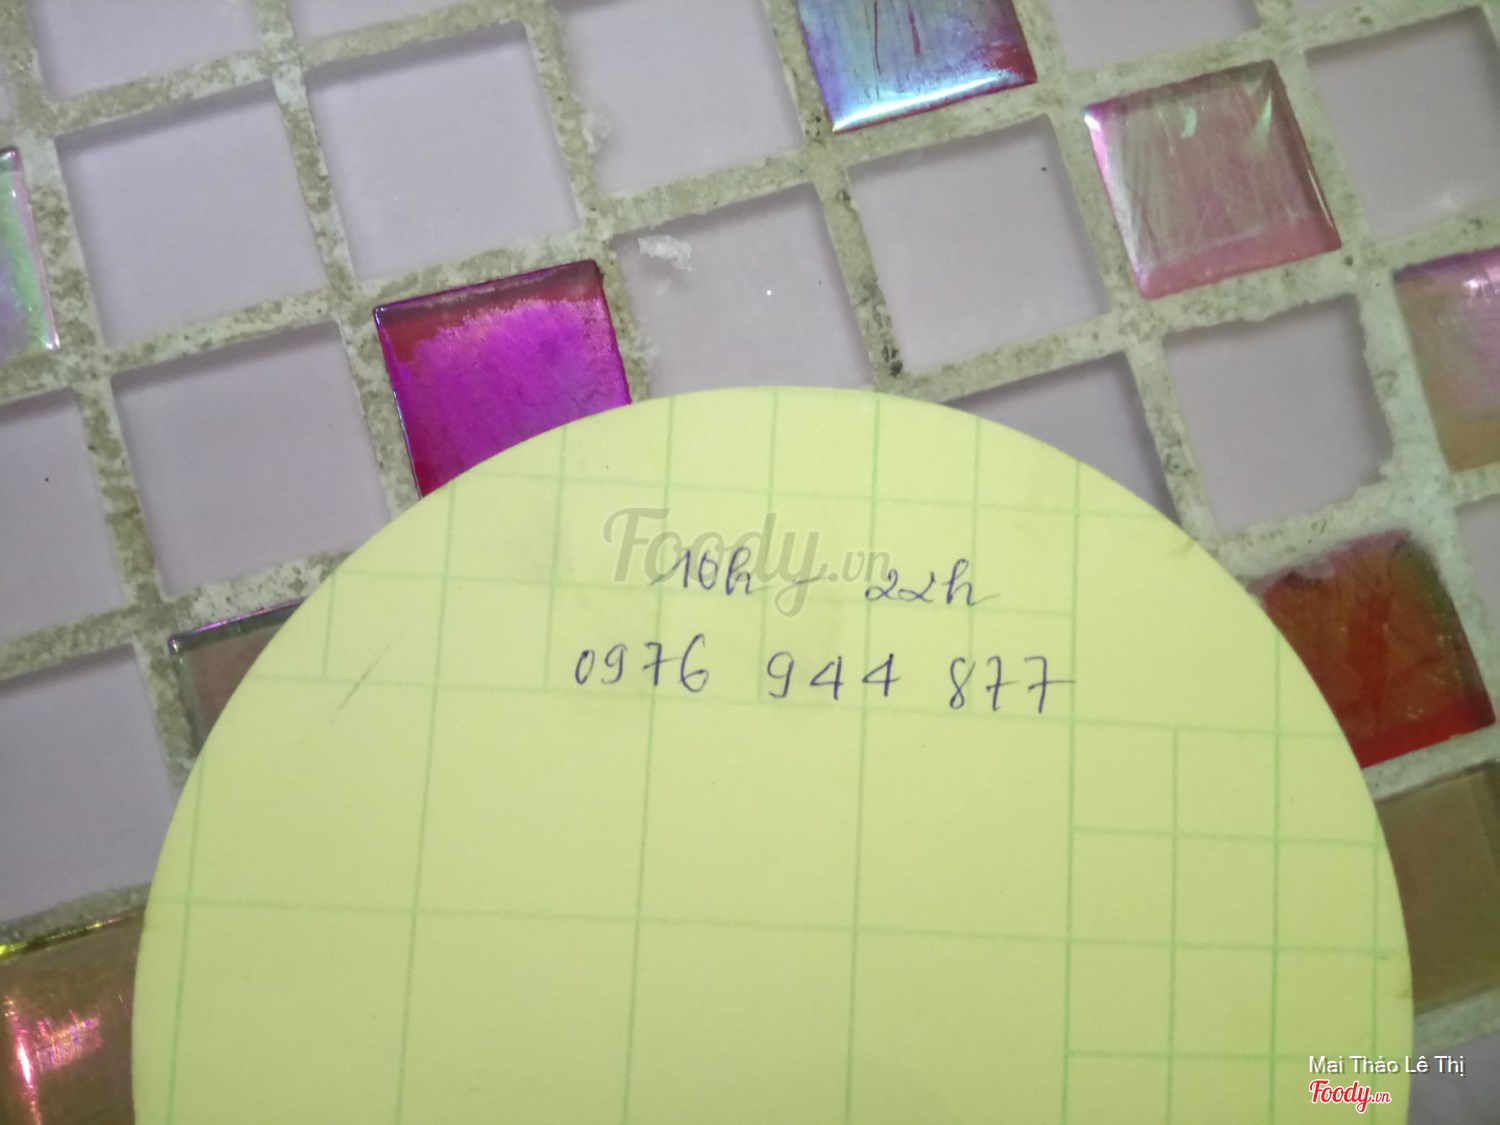 Foody.vn
10h - 22h
0976 944 877
Mai Thảo Lê Thị
Foody.vn